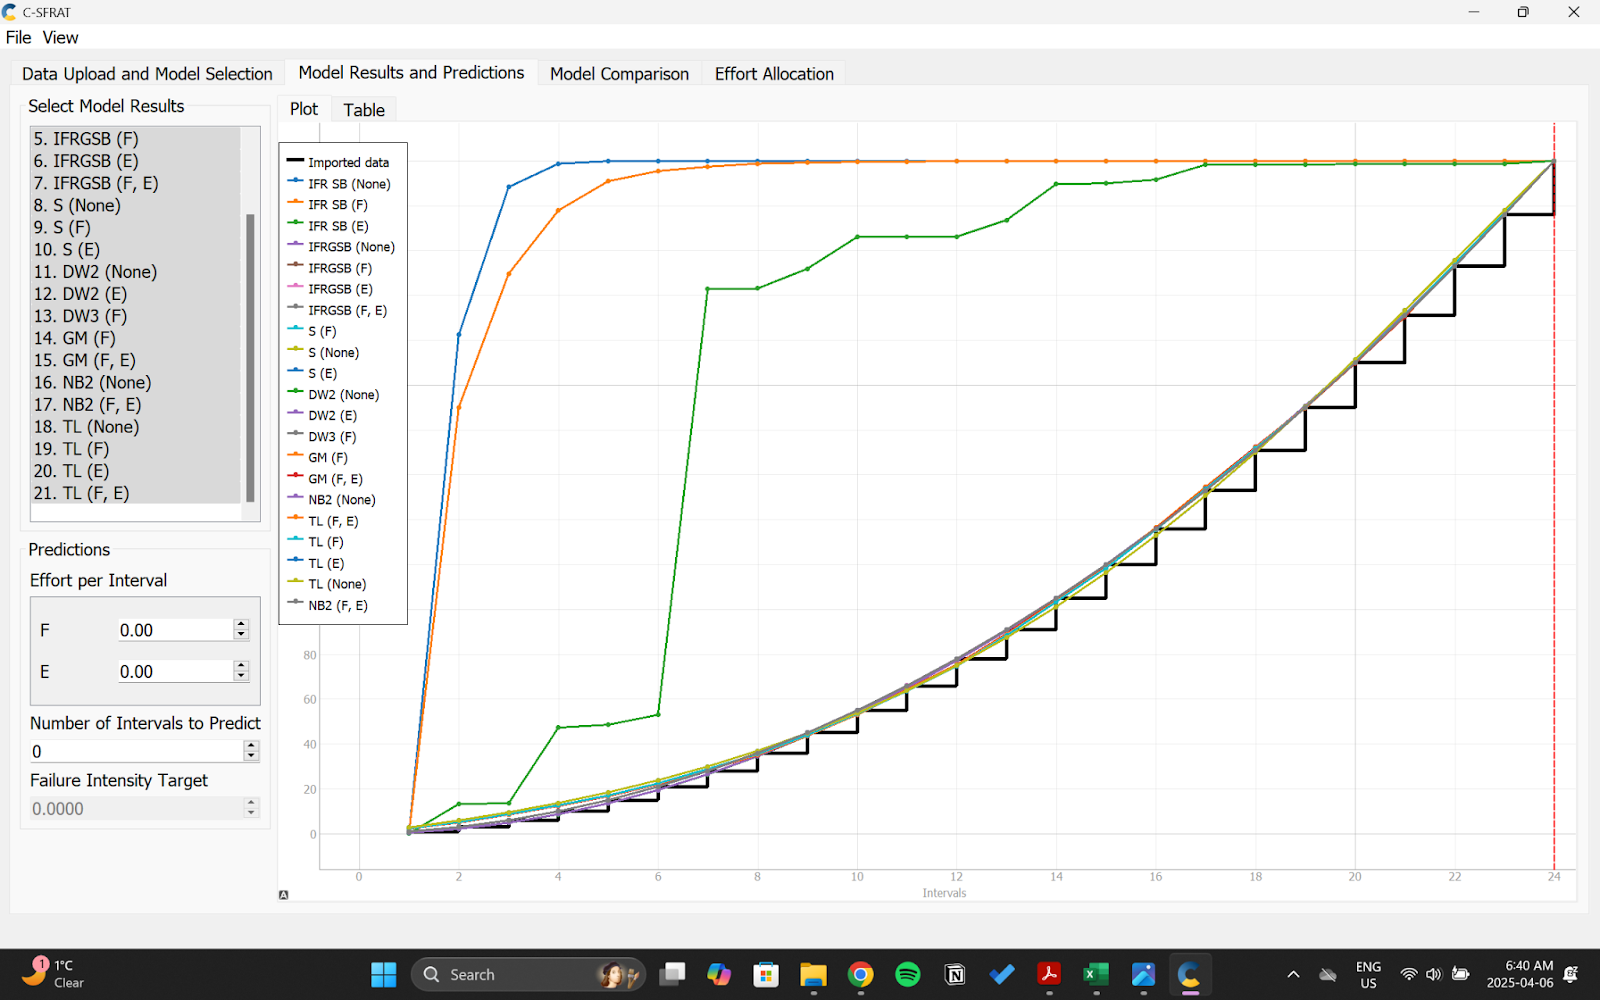 C-SFRAT
File View
Data Upload and Model Selection
Model Results and Predictions
Model Comparison
Effort Allocation
Select Model Results
5. IFRGSB (F)
6. IFRGSB (E)
7. IFRGSB (F, E)
8. S (None)
9. S (F)
10. S (E)
11. DW2 (None)
12. DW2 (E)
13. DW3 (F)
14. GM (F)
15. GM (F, E)
16. NB2 (None)
17. NB2 (F, E)
18. TL (None)
19. TL (F)
20. TL (E)
21. TL (F, E)
Predictions
Effort per Interval
F 0.00
E 0.00
Number of Intervals to Predict
0
Failure Intensity Target
0.0000
Plot Table
Imported data
IFR SB (None)
IFR SB (F)
IFR SB (E)
IFRGSB (None)
IFRGSB (F)
IFRGSB (E)
IFRGSB (F, E)
S (F)
S (None)
S (E)
DW2 (None)
DW2 (E)
DW3 (F)
GM (F)
GM (F, E)
NB2 (None)
TL (F, E)
TL (F)
TL (E)
TL (None)
NB2 (F, E)
80
60
40
20
0
0 2 4 6 8 10 12 14 16 18 20 22 24
Intervals
A
1
1°C
Clear
Search
ENG
US
6:40 AM
2025-04-06